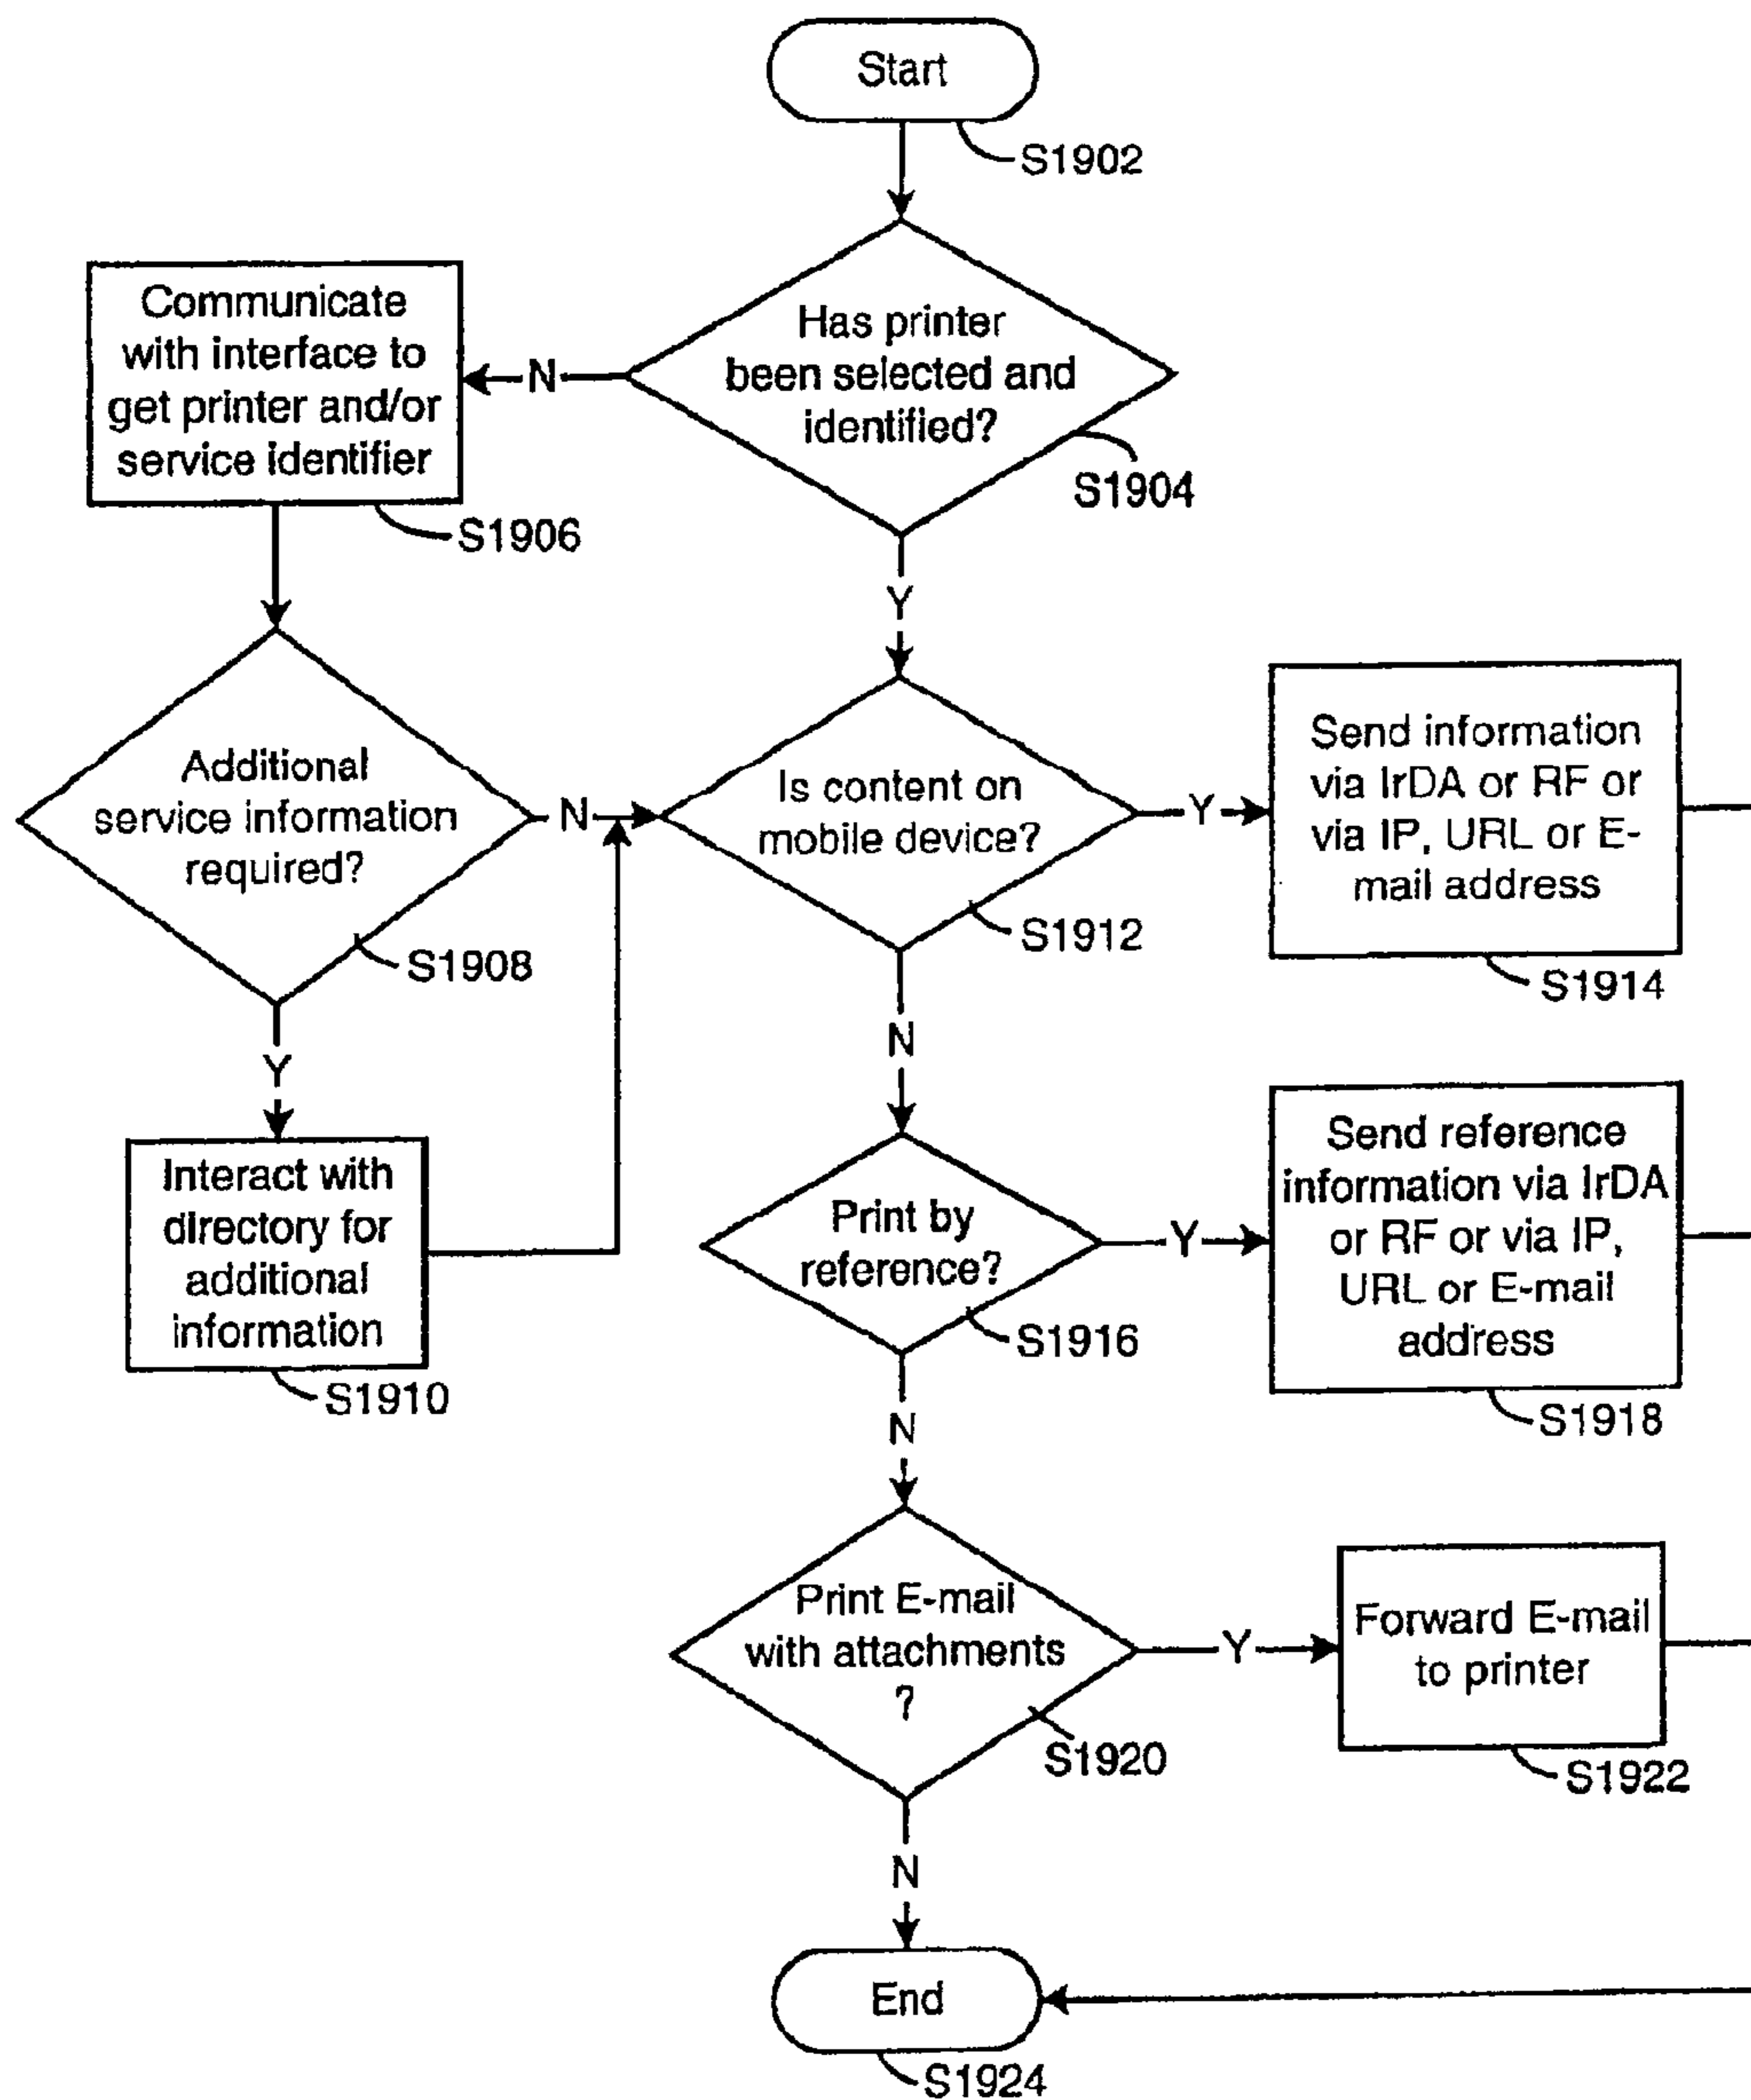 Start
S1902
Has printer
been selected and
identified?
S1904
N
Communicate
with interface to
get printer and/or
service identifier
S1906
Y
Additional
service information
required?
S1908
N
Y
Interact with
directory for
additional
information
S1910
Is content on
mobile device?
S1912
Y
Send information
via IrDA or RF or
via IP, URL or E-
mail address
S1914
N
Print by
reference?
S1916
Y
Send reference
information via IrDA
or RF or via IP,
URL or E-mail
address
S1918
N
Print E-mail
with attachments
?
S1920
Y
Forward E-mail
to printer
S1922
N
End
S1924